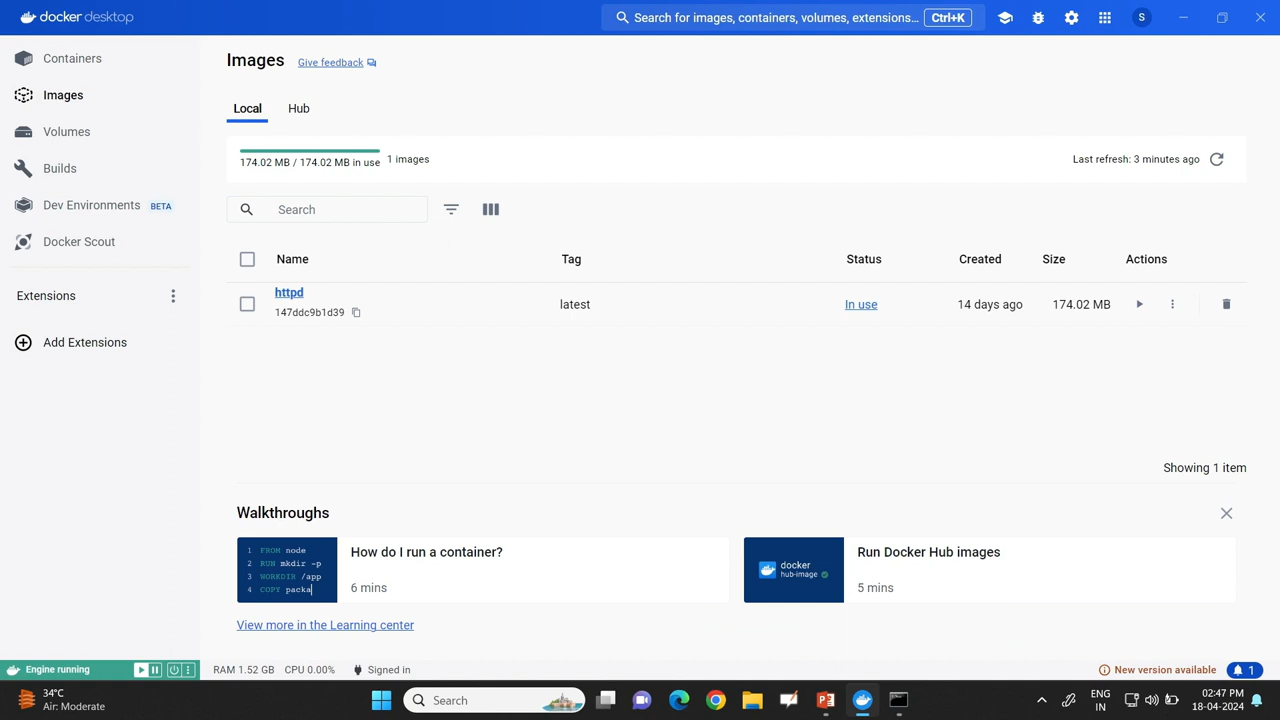 docker desktop
Search for images, containers, volumes, extensions... Ctrl+K
S
Containers
Images
Volumes
Builds
Dev Environments BETA
Docker Scout
Extensions
Add Extensions
Images Give feedback
Local Hub
174.02 MB / 174.02 MB in use 1 images
Last refresh: 3 minutes ago
Search
Name Tag Status Created Size Actions
httpd
147ddc9b1d39
latest In use 14 days ago 174.02 MB
Showing 1 item
Walkthroughs
1 FROM node
2 RUN mkdir -p
3 WORKDIR /app
4 COPY packa
How do I run a container?
6 mins
docker
hub-image
Run Docker Hub images
5 mins
View more in the Learning center
Engine running RAM 1.52 GB CPU 0.00% Signed in New version available 1
34°C
Air: Moderate
Search
ENG
IN
02:47 PM
18-04-2024